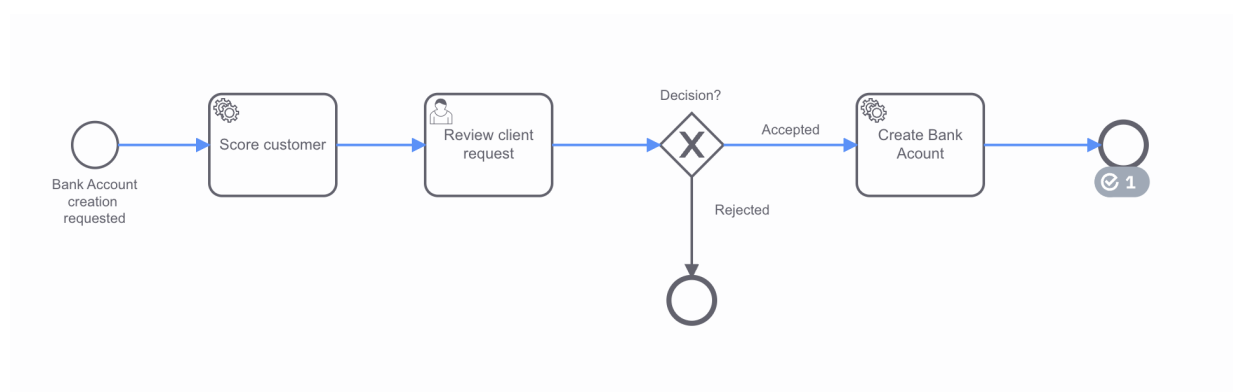 Bank Account
creation
requested
Score customer
Review client
request
Decision?
X
Accepted
Rejected
Create Bank
Acount
1